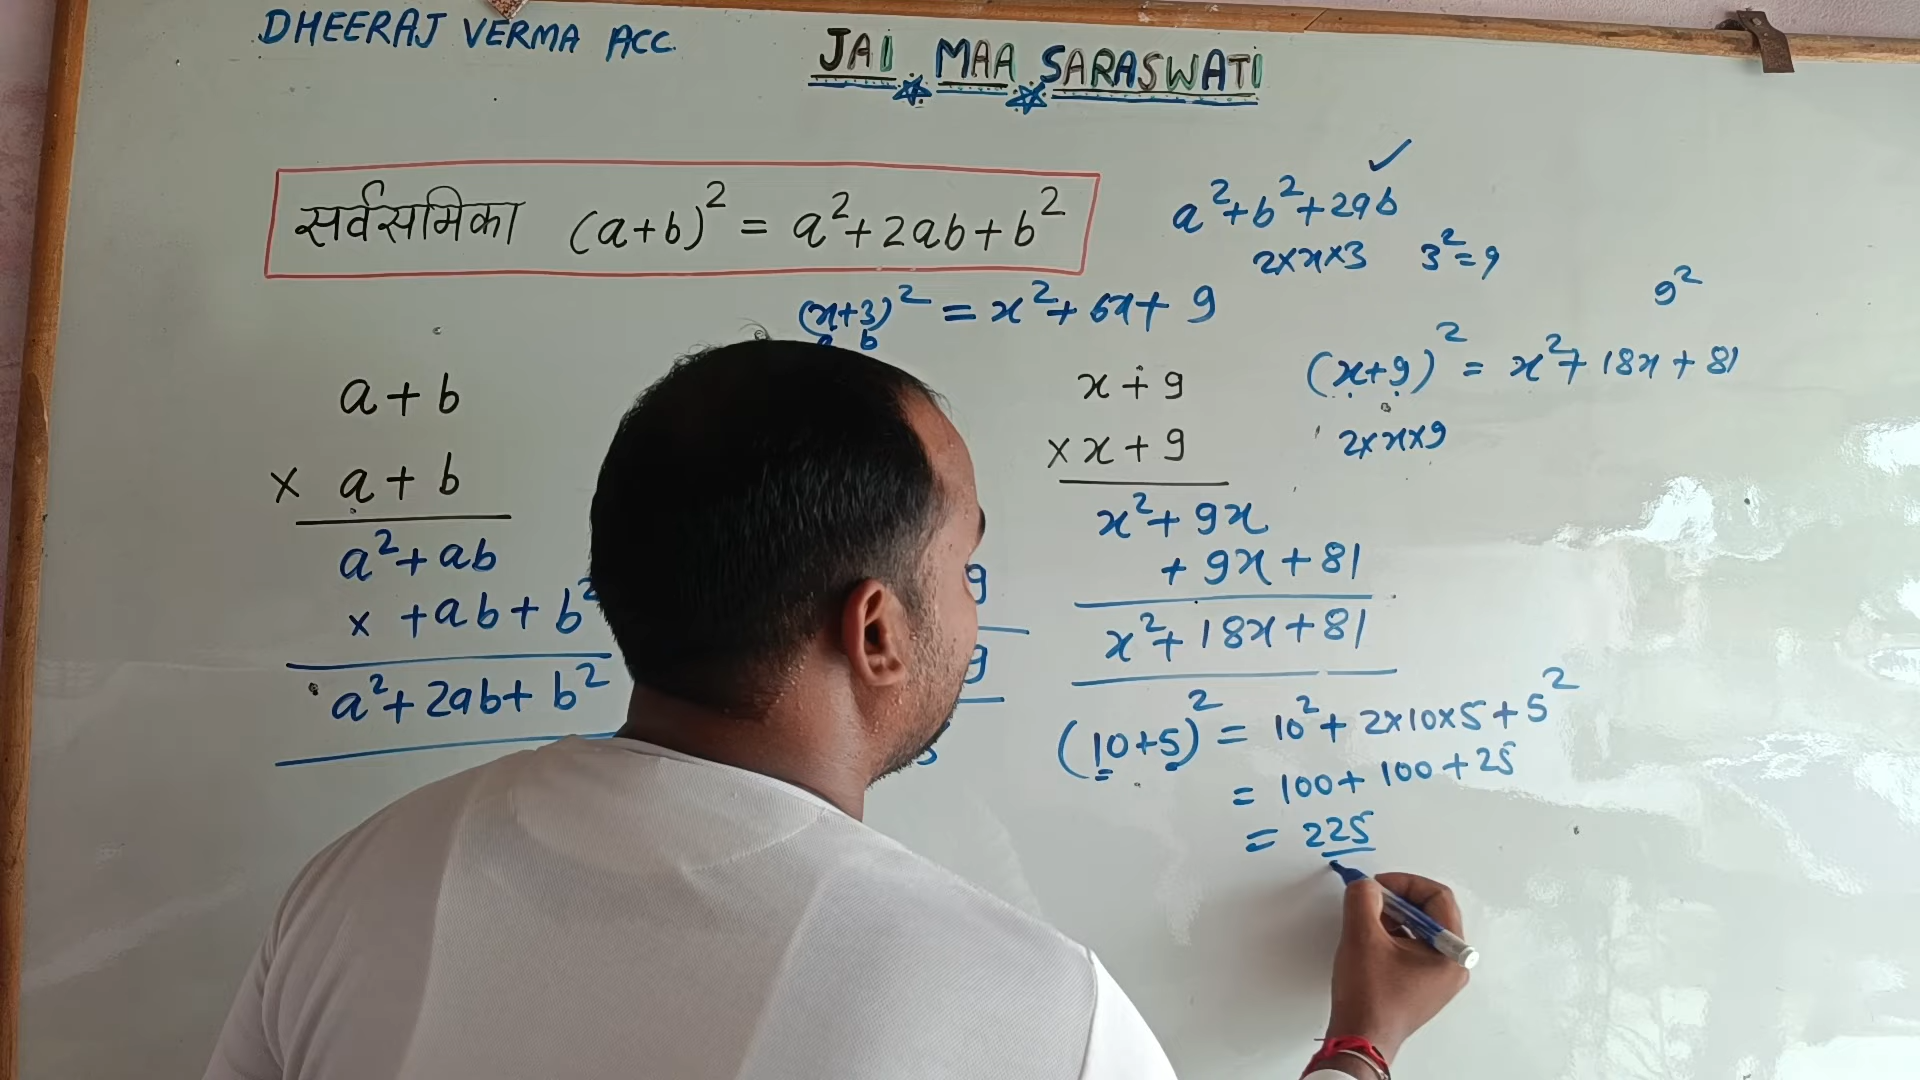 DHEERAJ VERMA ACC.
JAI MAA SARASWATI
सर्वसमिका (a+b)² = a²+2ab+b²
a²+b²+2ab ✓
2×x×3 3²=9
9²
(x+3)² = x²+6x+9
b
(x+9)² = x²+18x+81
2×x×9
a+b
× a+b
a²+ab
× +ab+b²
a²+2ab+b²
9
9
x+9
×x+9
x²+9x
+9x+81
x²+18x+81
(10+5)² = 10²+2×10×5+5²
= 100+100+25
= 225